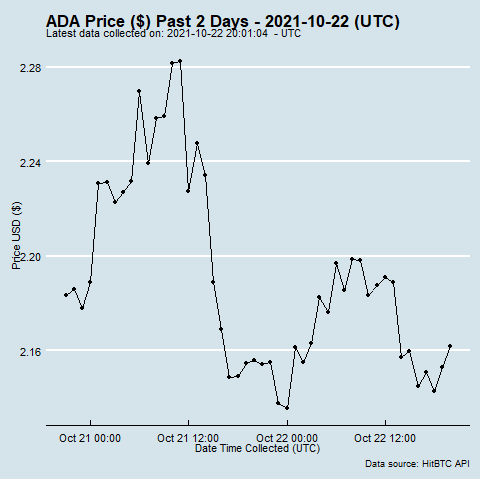 ADA Price ($) Past 2 Days - 2021-10-22 (UTC)
Latest data collected on: 2021-10-22 20:01:04 - UTC
2.28
2.24
2.20
2.16
Price USD ($)
Oct 21 00:00 Oct 21 12:00 Oct 22 00:00 Oct 22 12:00
Date Time Collected (UTC)
Data source: HitBTC API